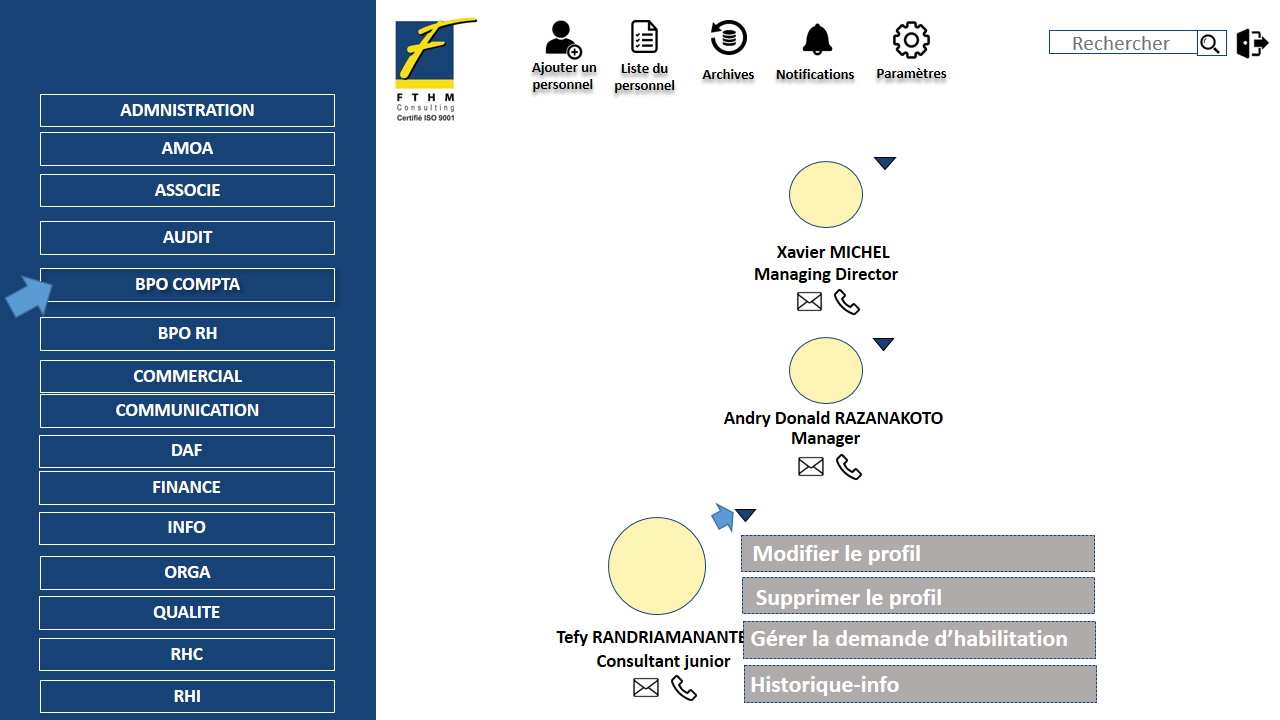 ADMNISTRATION
AMOA
ASSOCIE
AUDIT
BPO COMPTA
BPO RH
COMMERCIAL
COMMUNICATION
DAF
FINANCE
INFO
ORGA
QUALITE
RHC
RHI
F T H M
Consulting
Certifié ISO 9001
Ajouter un
personnel
Liste du
personnel
Archives
Notifications
Paramètres
Rechercher
Xavier MICHEL
Managing Director
Andry Donald RAZANAKOTO
Manager
Tefy RANDRIAMANANTE
Consultant junior
Modifier le profil
Supprimer le profil
Gérer la demande d’habilitation
Historique-info